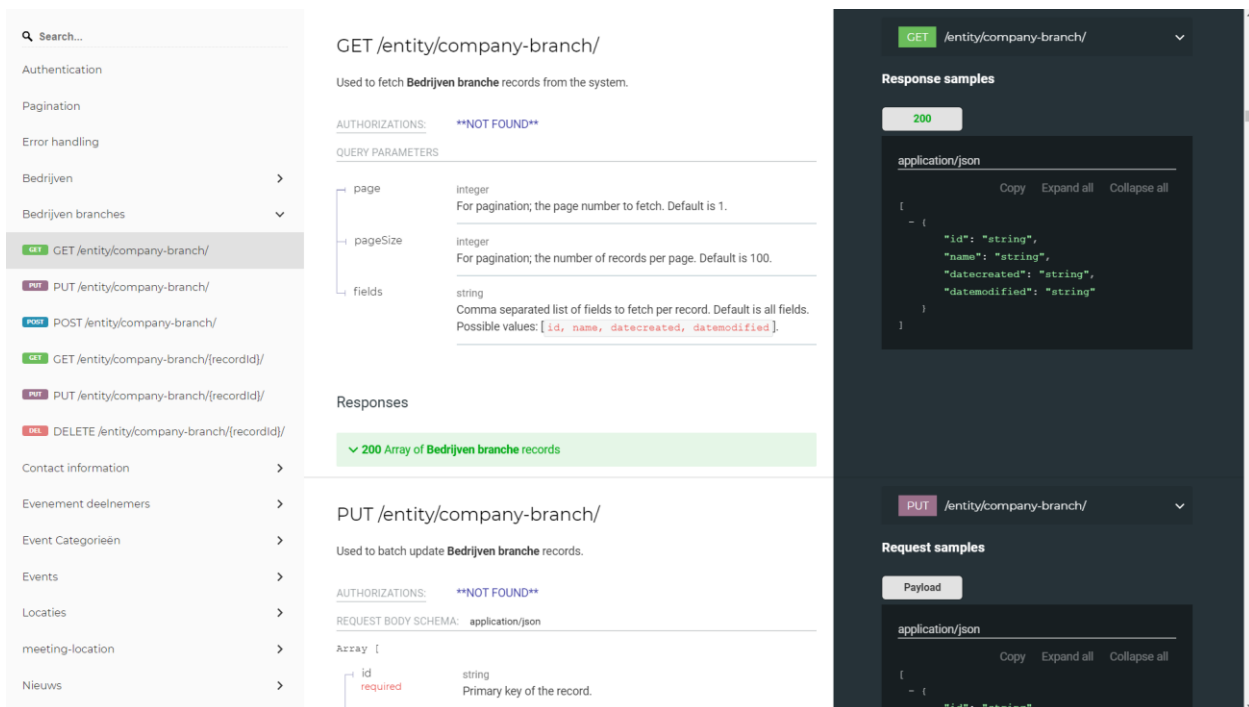 Search...
Authentication
Pagination
Error handling
Bedrijven
Bedrijven branches
GET GET /entity/company-branch/
PUT PUT /entity/company-branch/
POST POST /entity/company-branch/
GET GET /entity/company-branch/{recordId}/
PUT PUT /entity/company-branch/{recordId}/
DEL DELETE /entity/company-branch/{recordId}/
Contact information
Evenement deelnemers
Event Categorieën
Events
Locaties
meeting-location
Nieuws
GET /entity/company-branch/
Used to fetch Bedrijven branche records from the system.
AUTHORIZATIONS: **NOT FOUND**
QUERY PARAMETERS
page
integer
For pagination; the page number to fetch. Default is 1.
pageSize
integer
For pagination; the number of records per page. Default is 100.
fields
string
Comma separated list of fields to fetch per record. Default is all fields.
Possible values: [ id, name, datecreated, datemodified ].
Responses
200 Array of Bedrijven branche records
PUT /entity/company-branch/
Used to batch update Bedrijven branche records.
AUTHORIZATIONS: **NOT FOUND**
REQUEST BODY SCHEMA: application/json
Array [
id
required
string
Primary key of the record.
GET /entity/company-branch/
Response samples
200
application/json
Copy Expand all Collapse all
[
- {
"id": "string",
"name": "string",
"datecreated": "string",
"datemodified": "string"
}
]
PUT /entity/company-branch/
Request samples
Payload
application/json
Copy Expand all Collapse all
[
- {
"id": "string",